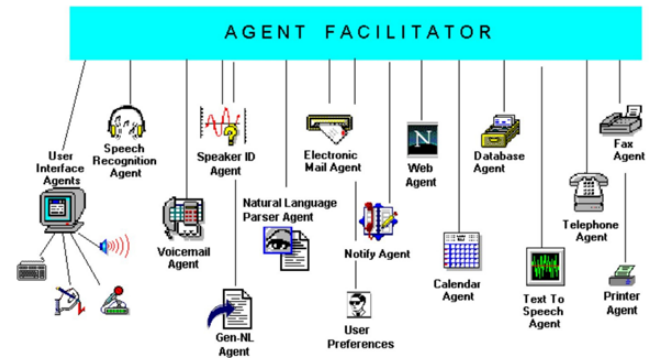 AGENT FACILITATOR
User
Interface
Agents
Speech
Recognition
Agent
Voicemail
Agent
Speaker ID
Agent
Gen-NL
Agent
Natural Language
Parser Agent
Electronic
Mail Agent
User
Preferences
Notify Agent
N
Web
Agent
Calendar
Agent
Database
Agent
Text To
Speech
Agent
Telephone
Agent
Fax
Agent
Printer
Agent